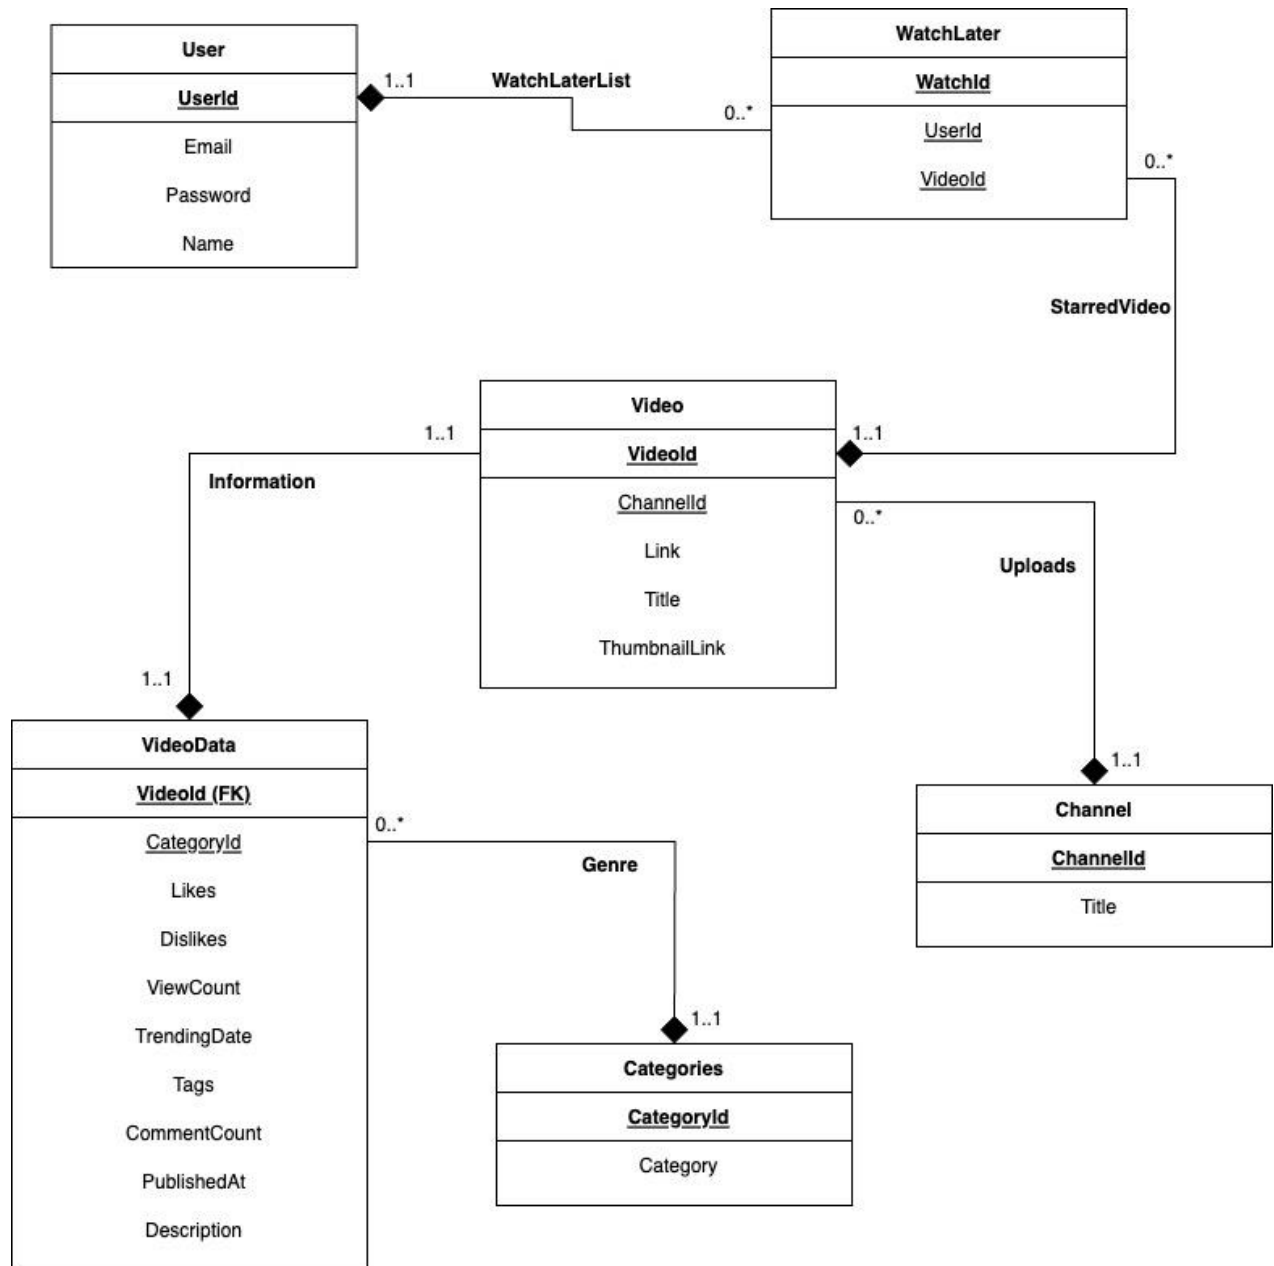 User
UserId
Email
Password
Name
1..1
WatchLaterList
0..*
WatchLater
WatchId
UserId
VideoId
0..*
StarredVideo
Video
VideoId
ChannelId
Link
Title
ThumbnailLink
1..1
1..1
0..*
Information
Uploads
1..1
1..1
VideoData
VideoId (FK)
CategoryId
Likes
Dislikes
ViewCount
TrendingDate
Tags
CommentCount
PublishedAt
Description
0..*
Genre
1..1
Channel
ChannelId
Title
Categories
CategoryId
Category